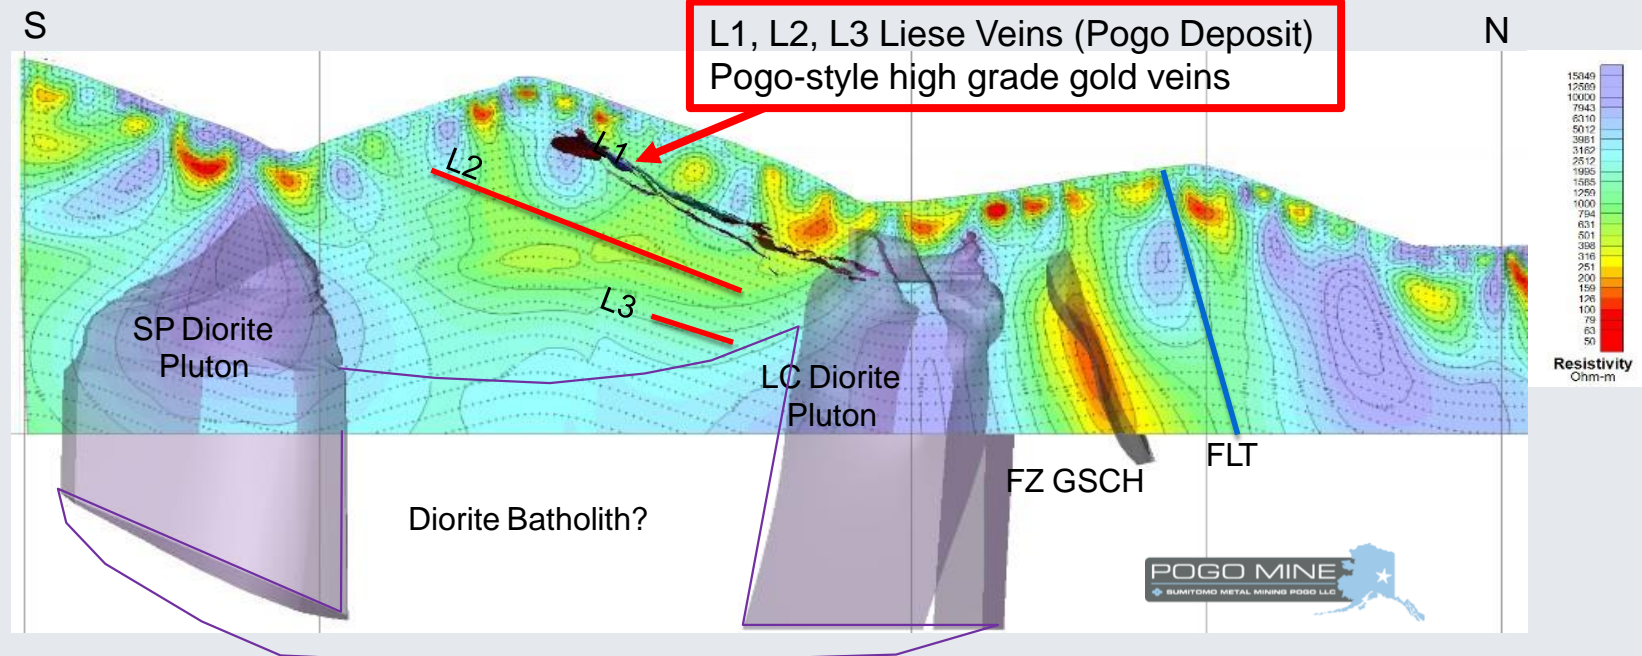 S
L1, L2, L3 Liese Veins (Pogo Deposit)
Pogo-style high grade gold veins
N
15849
12589
10000
7943
6310
5012
3981
3162
2512
1995
1585
1259
1000
794
631
501
398
316
251
200
159
126
100
79
63
50
Resistivity
Ohm-m
L1
L2
L3
SP Diorite
Pluton
LC Diorite
Pluton
FLT
FZ GSCH
Diorite Batholith?
POGO MINE
SUMITOMO METAL MINING POGO LLC